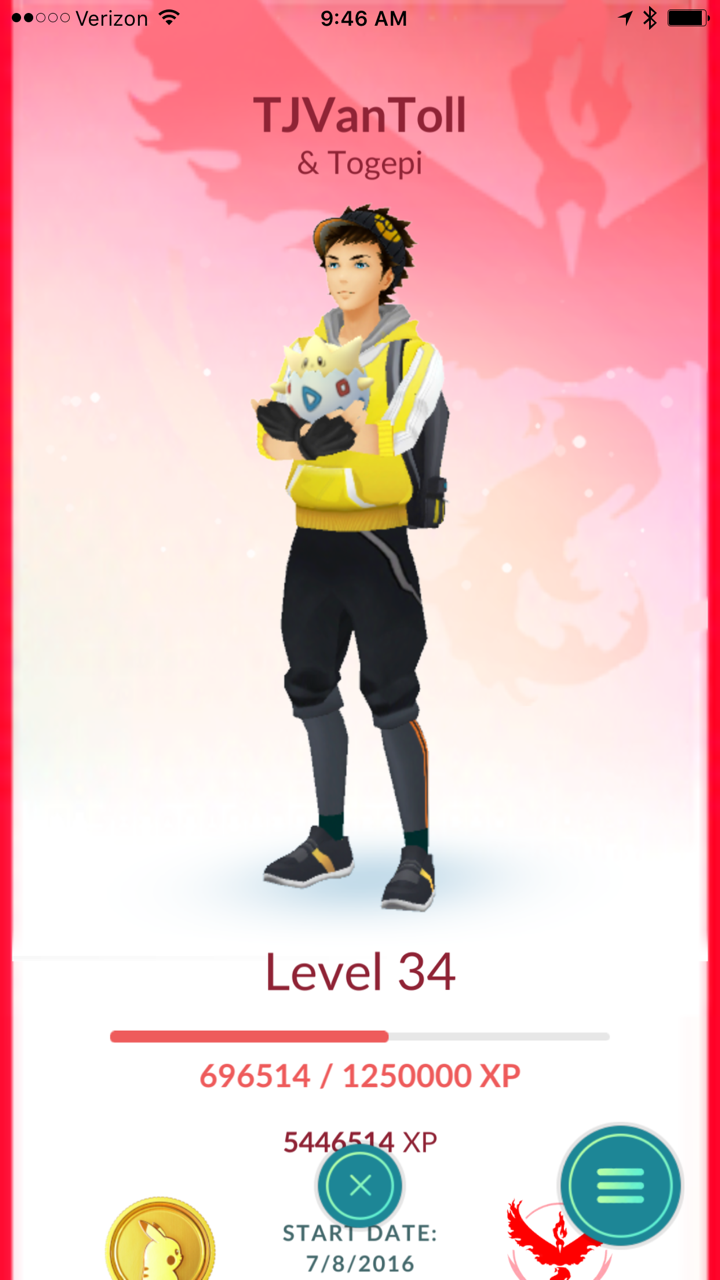 Verizon 9:46 AM
TJVanToll
& Togepi
Level 34
696514 / 1250000 XP
5446514 XP
START DATE:
7/8/2016